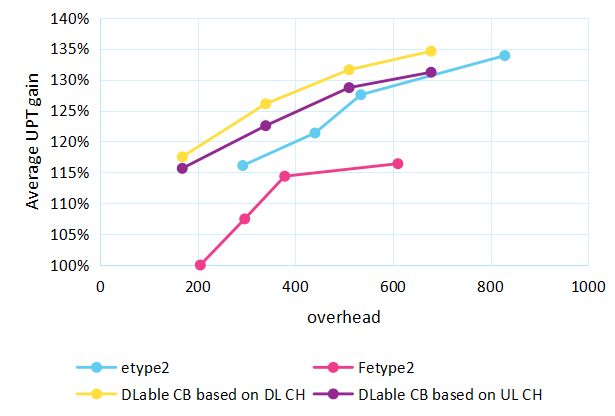 140%
135%
130%
125%
120%
115%
110%
105%
100%
Average UPT gain
0 200 400 600 800 1000
overhead
etype2 Fetype2
DLable CB based on DL CH DLable CB based on UL CH